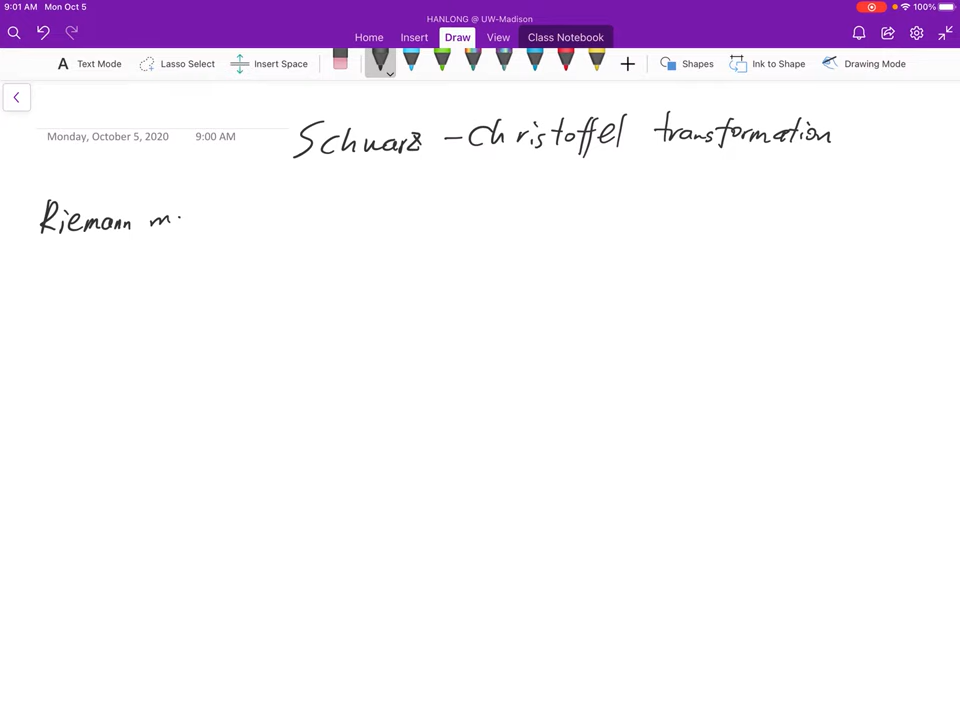 9:01 AM Mon Oct 5
100%
HANLONG @ UW-Madison
Home Insert Draw View Class Notebook
Text Mode Lasso Select Insert Space Shapes Ink to Shape Drawing Mode
Monday, October 5, 2020 9:00 AM
Schwarz - Christoffel transformation
Riemann m